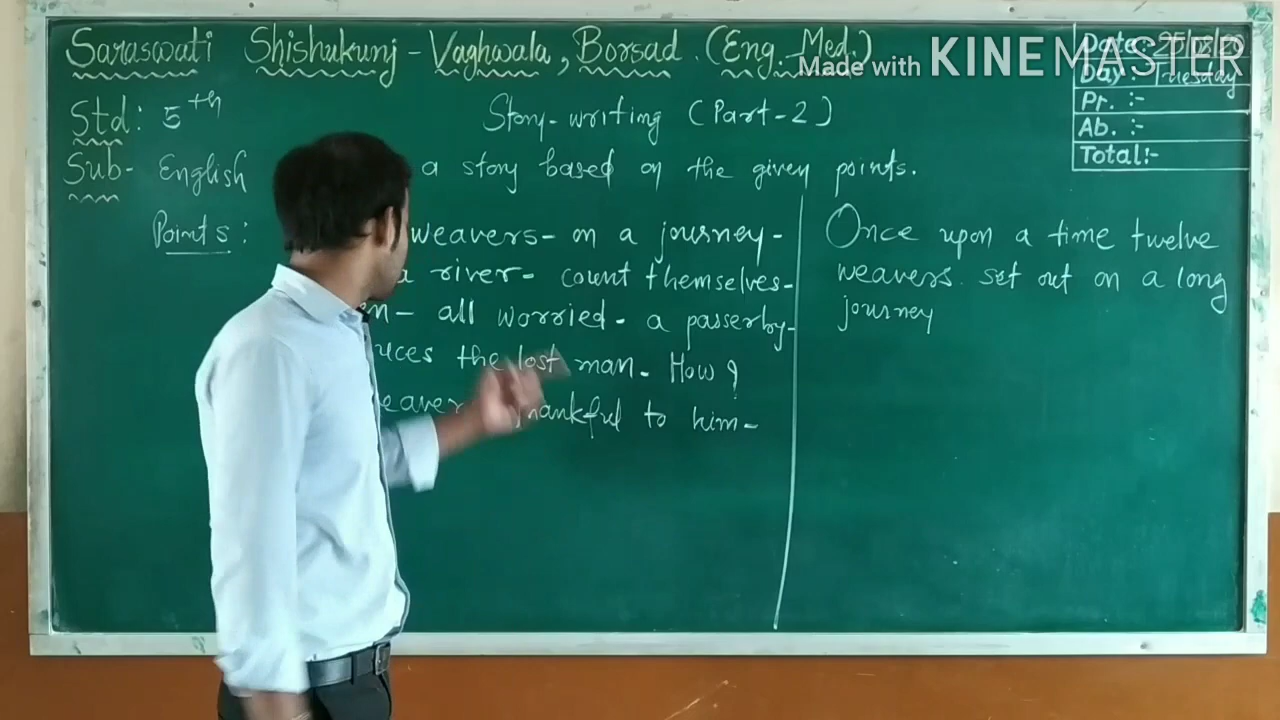 Saraswati Shishukunj - Vaghwala, Borsad. (Eng. Med.)
Made with KINEMASTER
Date:
Day: Tuesday
Pr. :-
Ab. :-
Total:-
Std: 5th
Story-writing (Part-2)
Sub- English
a story based on the given points.
Points:
weavers- on a journey-
a river- count themselves-
all worried- a passerby-
the lost man- How?
thankful to him-
Once upon a time twelve
weavers set out on a long
journey